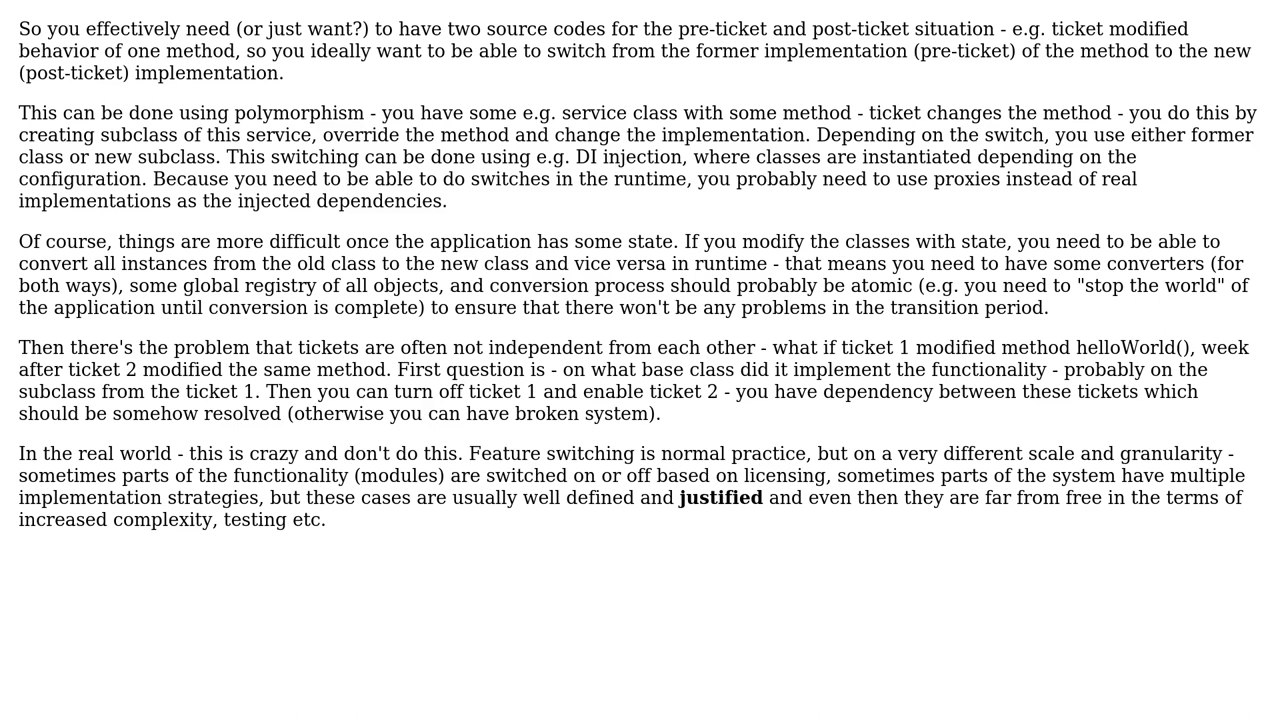 So you effectively need (or just want?) to have two source codes for the pre-ticket and post-ticket situation - e.g. ticket modified
behavior of one method, so you ideally want to be able to switch from the former implementation (pre-ticket) of the method to the new
(post-ticket) implementation.
This can be done using polymorphism - you have some e.g. service class with some method - ticket changes the method - you do this by
creating subclass of this service, override the method and change the implementation. Depending on the switch, you use either former
class or new subclass. This switching can be done using e.g. DI injection, where classes are instantiated depending on the
configuration. Because you need to be able to do switches in the runtime, you probably need to use proxies instead of real
implementations as the injected dependencies.
Of course, things are more difficult once the application has some state. If you modify the classes with state, you need to be able to
convert all instances from the old class to the new class and vice versa in runtime - that means you need to have some converters (for
both ways), some global registry of all objects, and conversion process should probably be atomic (e.g. you need to "stop the world" of
the application until conversion is complete) to ensure that there won't be any problems in the transition period.
Then there's the problem that tickets are often not independent from each other - what if ticket 1 modified method helloWorld(), week
after ticket 2 modified the same method. First question is - on what base class did it implement the functionality - probably on the
subclass from the ticket 1. Then you can turn off ticket 1 and enable ticket 2 - you have dependency between these tickets which
should be somehow resolved (otherwise you can have broken system).
In the real world - this is crazy and don't do this. Feature switching is normal practice, but on a very different scale and granularity -
sometimes parts of the functionality (modules) are switched on or off based on licensing, sometimes parts of the system have multiple
implementation strategies, but these cases are usually well defined and justified and even then they are far from free in the terms of
increased complexity, testing etc.